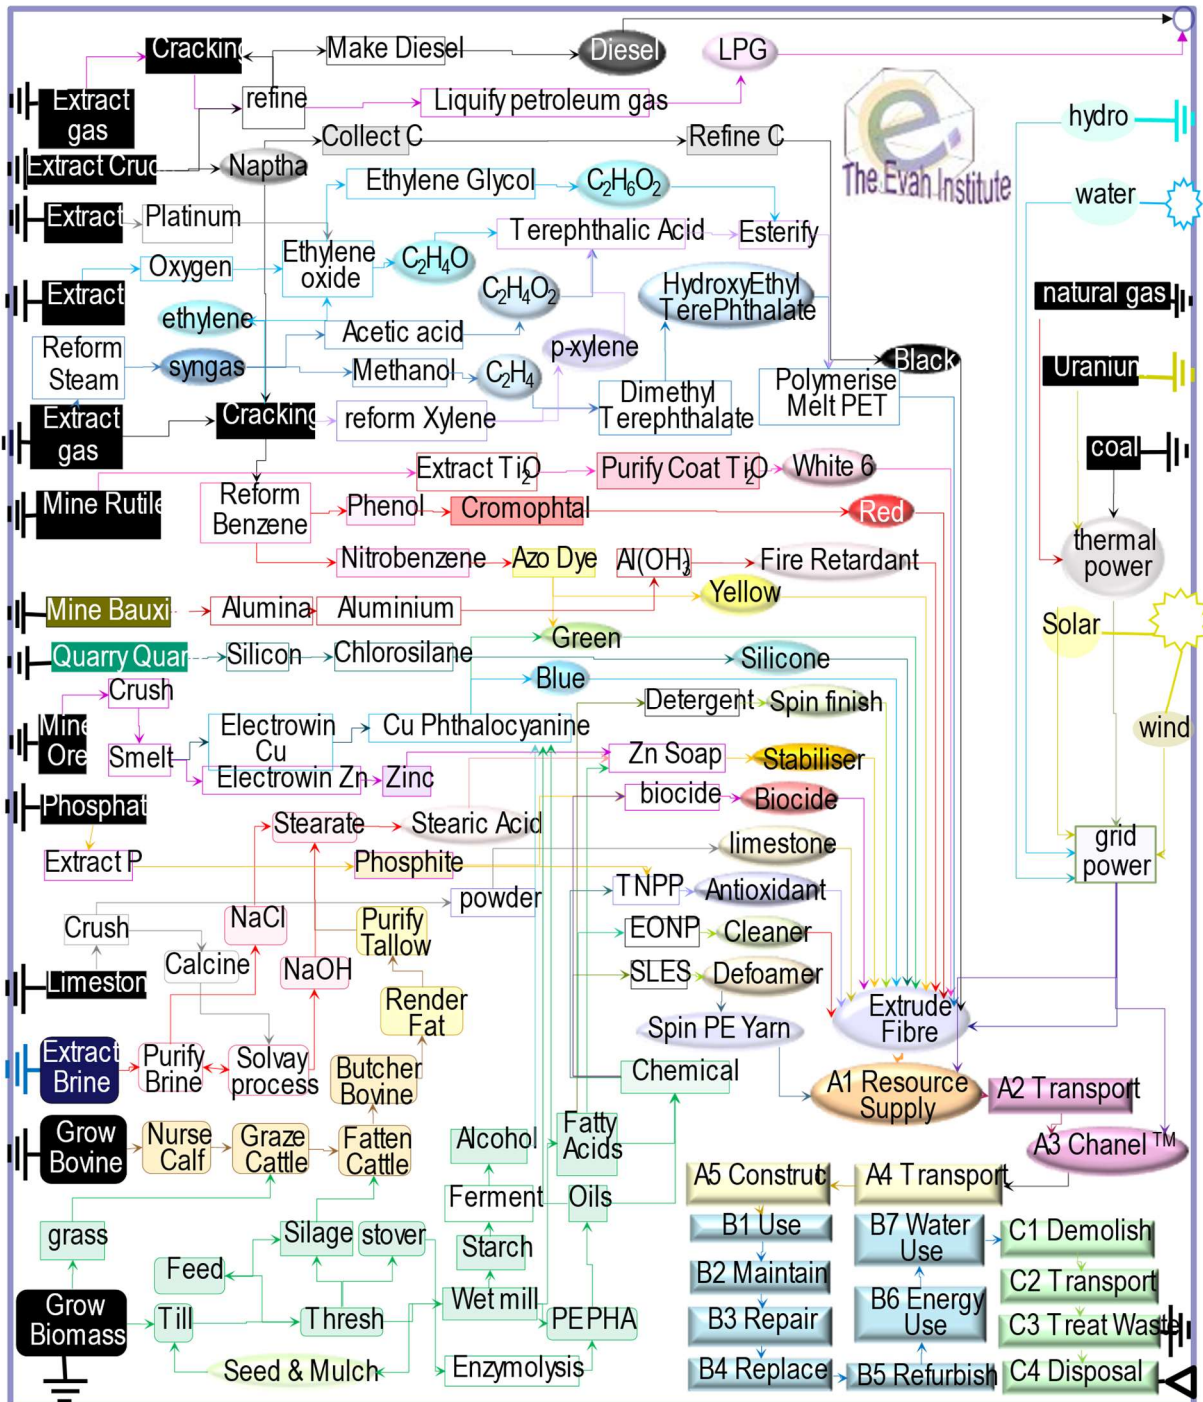 Cracking
Make Diesel
Diesel
LPG
Extract
gas
refine
Liquify petroleum gas
hydro
Extract Cruc
Naptha
Collect C
Refine C
The Evah Institute
Ethylene Glycol
C2H6O2
water
Extract
Platinum
Terephthalic Acid
Esterify
Ethylene
oxide
C2H4O
Oxygen
Extract
C2H4O2
HydroxyEthyl
TerePhthalate
natural gas
ethylene
Acetic acid
p-xylene
Reform
Steam
syngas
Methanol
C2H4
Black
Uraniur
Polymerise
Melt PET
Dimethyl
Terephthalate
Extract
gas
Cracking
reform Xylene
coal
Extract TiO2
Purify Coat TiO2
White 6
Mine Rutile
Reform
Benzene
Phenol
Cromophtal
Red
thermal
power
Nitrobenzene
Azo Dye
Al(OH)3
Fire Retardant
Yellow
Mine Bauxi
Alumina
Aluminium
Solar
Green
Quarry Quar
Silicon
Chlorosilane
Silicone
Blue
Crush
Detergent
Spin finish
Mine
Ore
Electrowin
Cu
Cu Phthalocyanine
wind
Smelt
Zn Soap
Stabiliser
Electrowin Zn
Zinc
biocide
Biocide
Phosphat
Stearate
Stearic Acid
limestone
grid
power
Extract P
Phosphite
TNPP
Antioxidant
powder
Crush
NaCl
Purify
Tallow
EONP
Cleaner
Calcine
NaOH
SLES
Defoamer
Limeston
Render
Fat
Spin PE Yarn
Extrude
Fibre
Extract
Brine
Purify
Brine
Solvay
process
Butcher
Bovine
Chemical
A1 Resource
Supply
A2 Transport
Grow
Bovine
Nurse
Calf
Graze
Cattle
Fatten
Cattle
Alcohol
Fatty
Acids
A3 Chanel ™
A5 Construc
A4 Transport
Ferment
Oils
grass
Silage
stover
Starch
B1 Use
B7 Water
Use
C1 Demolish
Feed
B2 Maintain
C2 Transport
Grow
Biomass
Till
Thresh
Wet mill
PEPHA
B3 Repair
B6 Energy
Use
C3 Treat Waste
Seed & Mulch
Enzymolysis
B4 Replace
B5 Refurbish
C4 Disposal